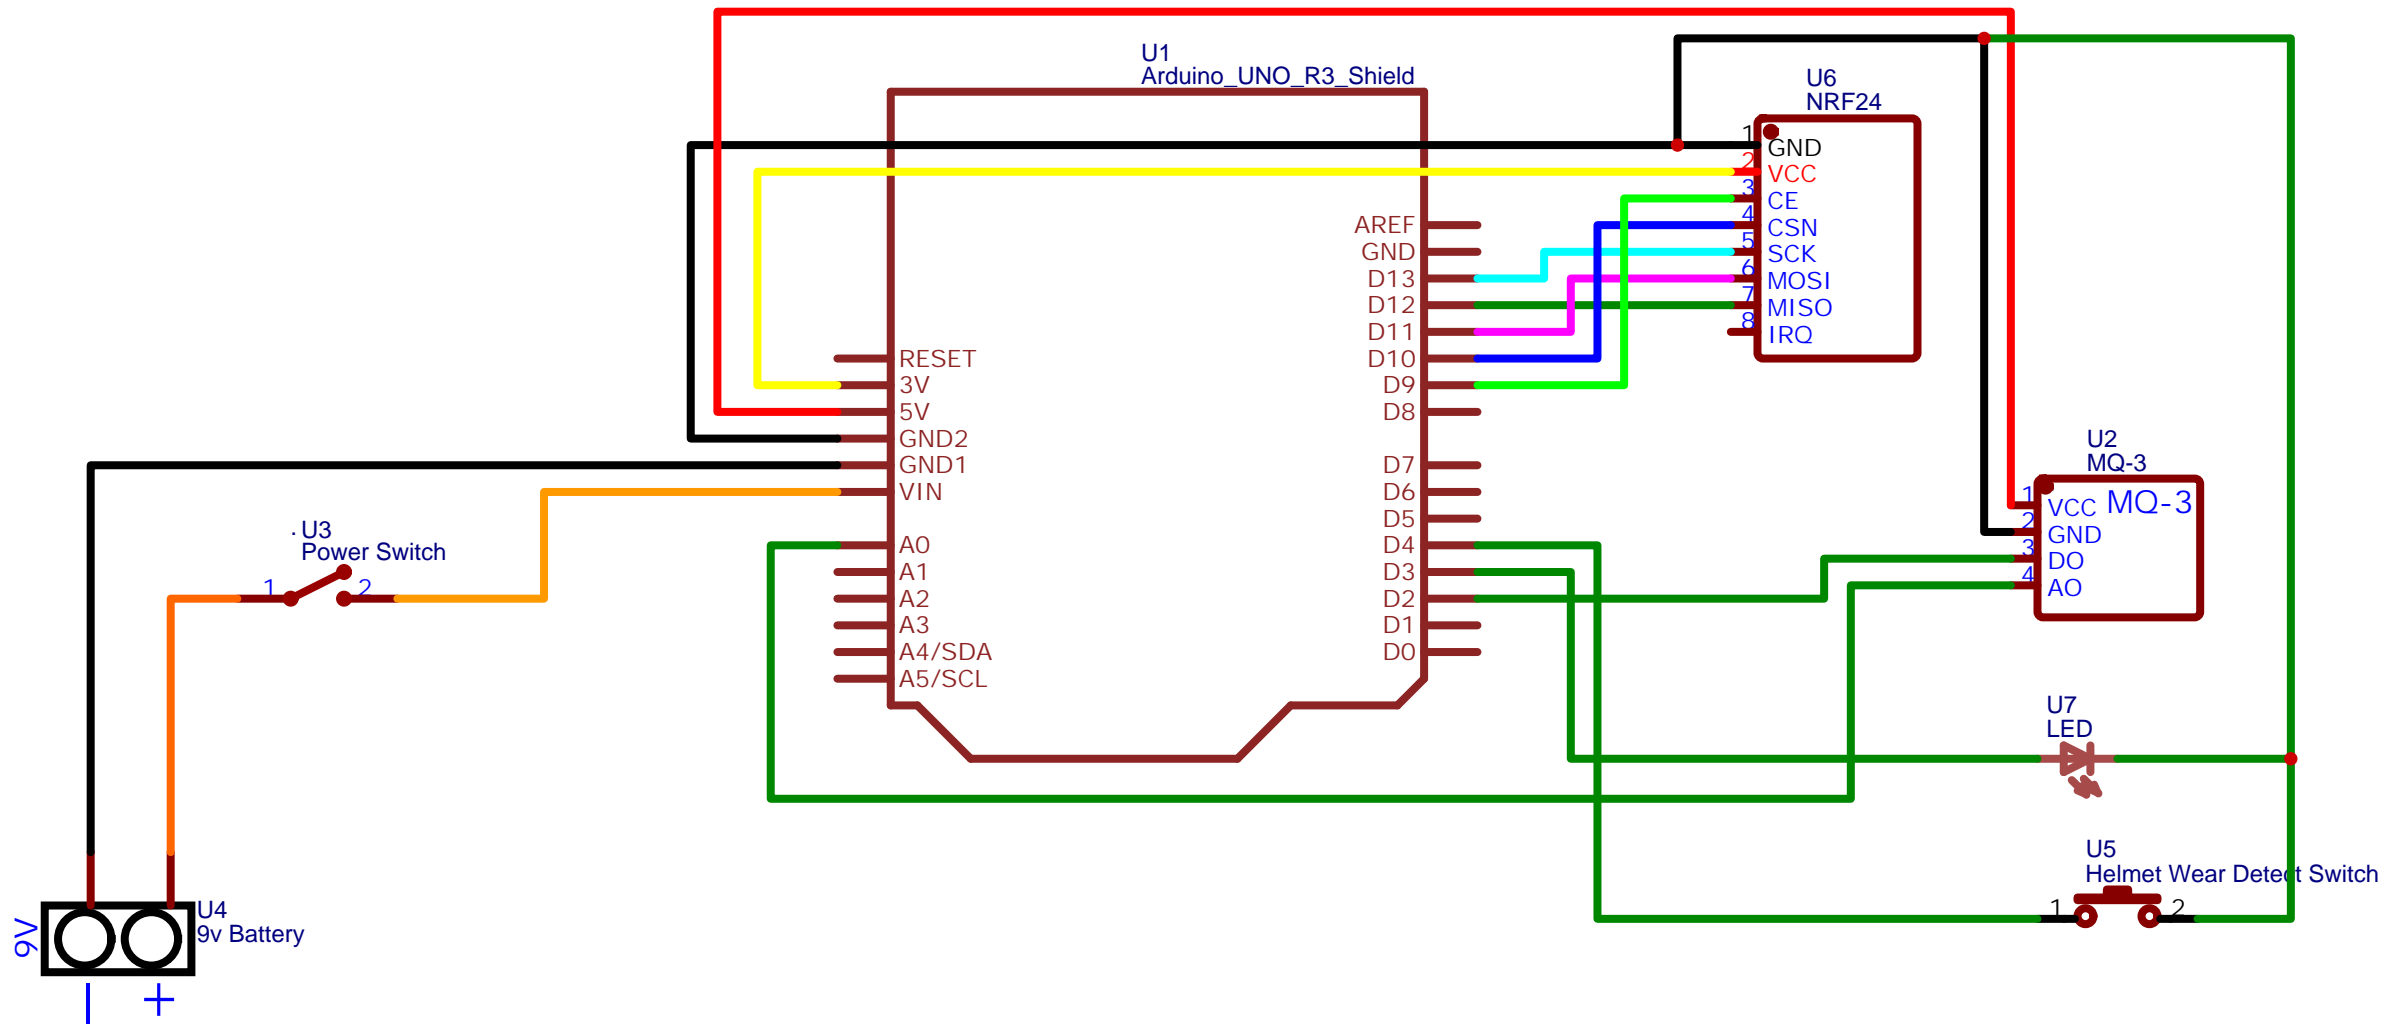 U1
Arduino_UNO_R3_Shield
RESET
3V
5V
GND2
GND1
VIN
A0
A1
A2
A3
A4/SDA
A5/SCL
AREF
GND
D13
D12
D11
D10
D9
D8
D7
D6
D5
D4
D3
D2
D1
D0
U6
NRF24
1 GND
2 VCC
3 CE
4 CSN
5 SCK
6 MOSI
7 MISO
8 IRQ
U2
MQ-3
MQ-3
1 VCC
2 GND
3 DO
4 AO
U3
Power Switch
1 2
U7
LED
U5
Helmet Wear Detect Switch
1 2
U4
9v Battery
9V
— +